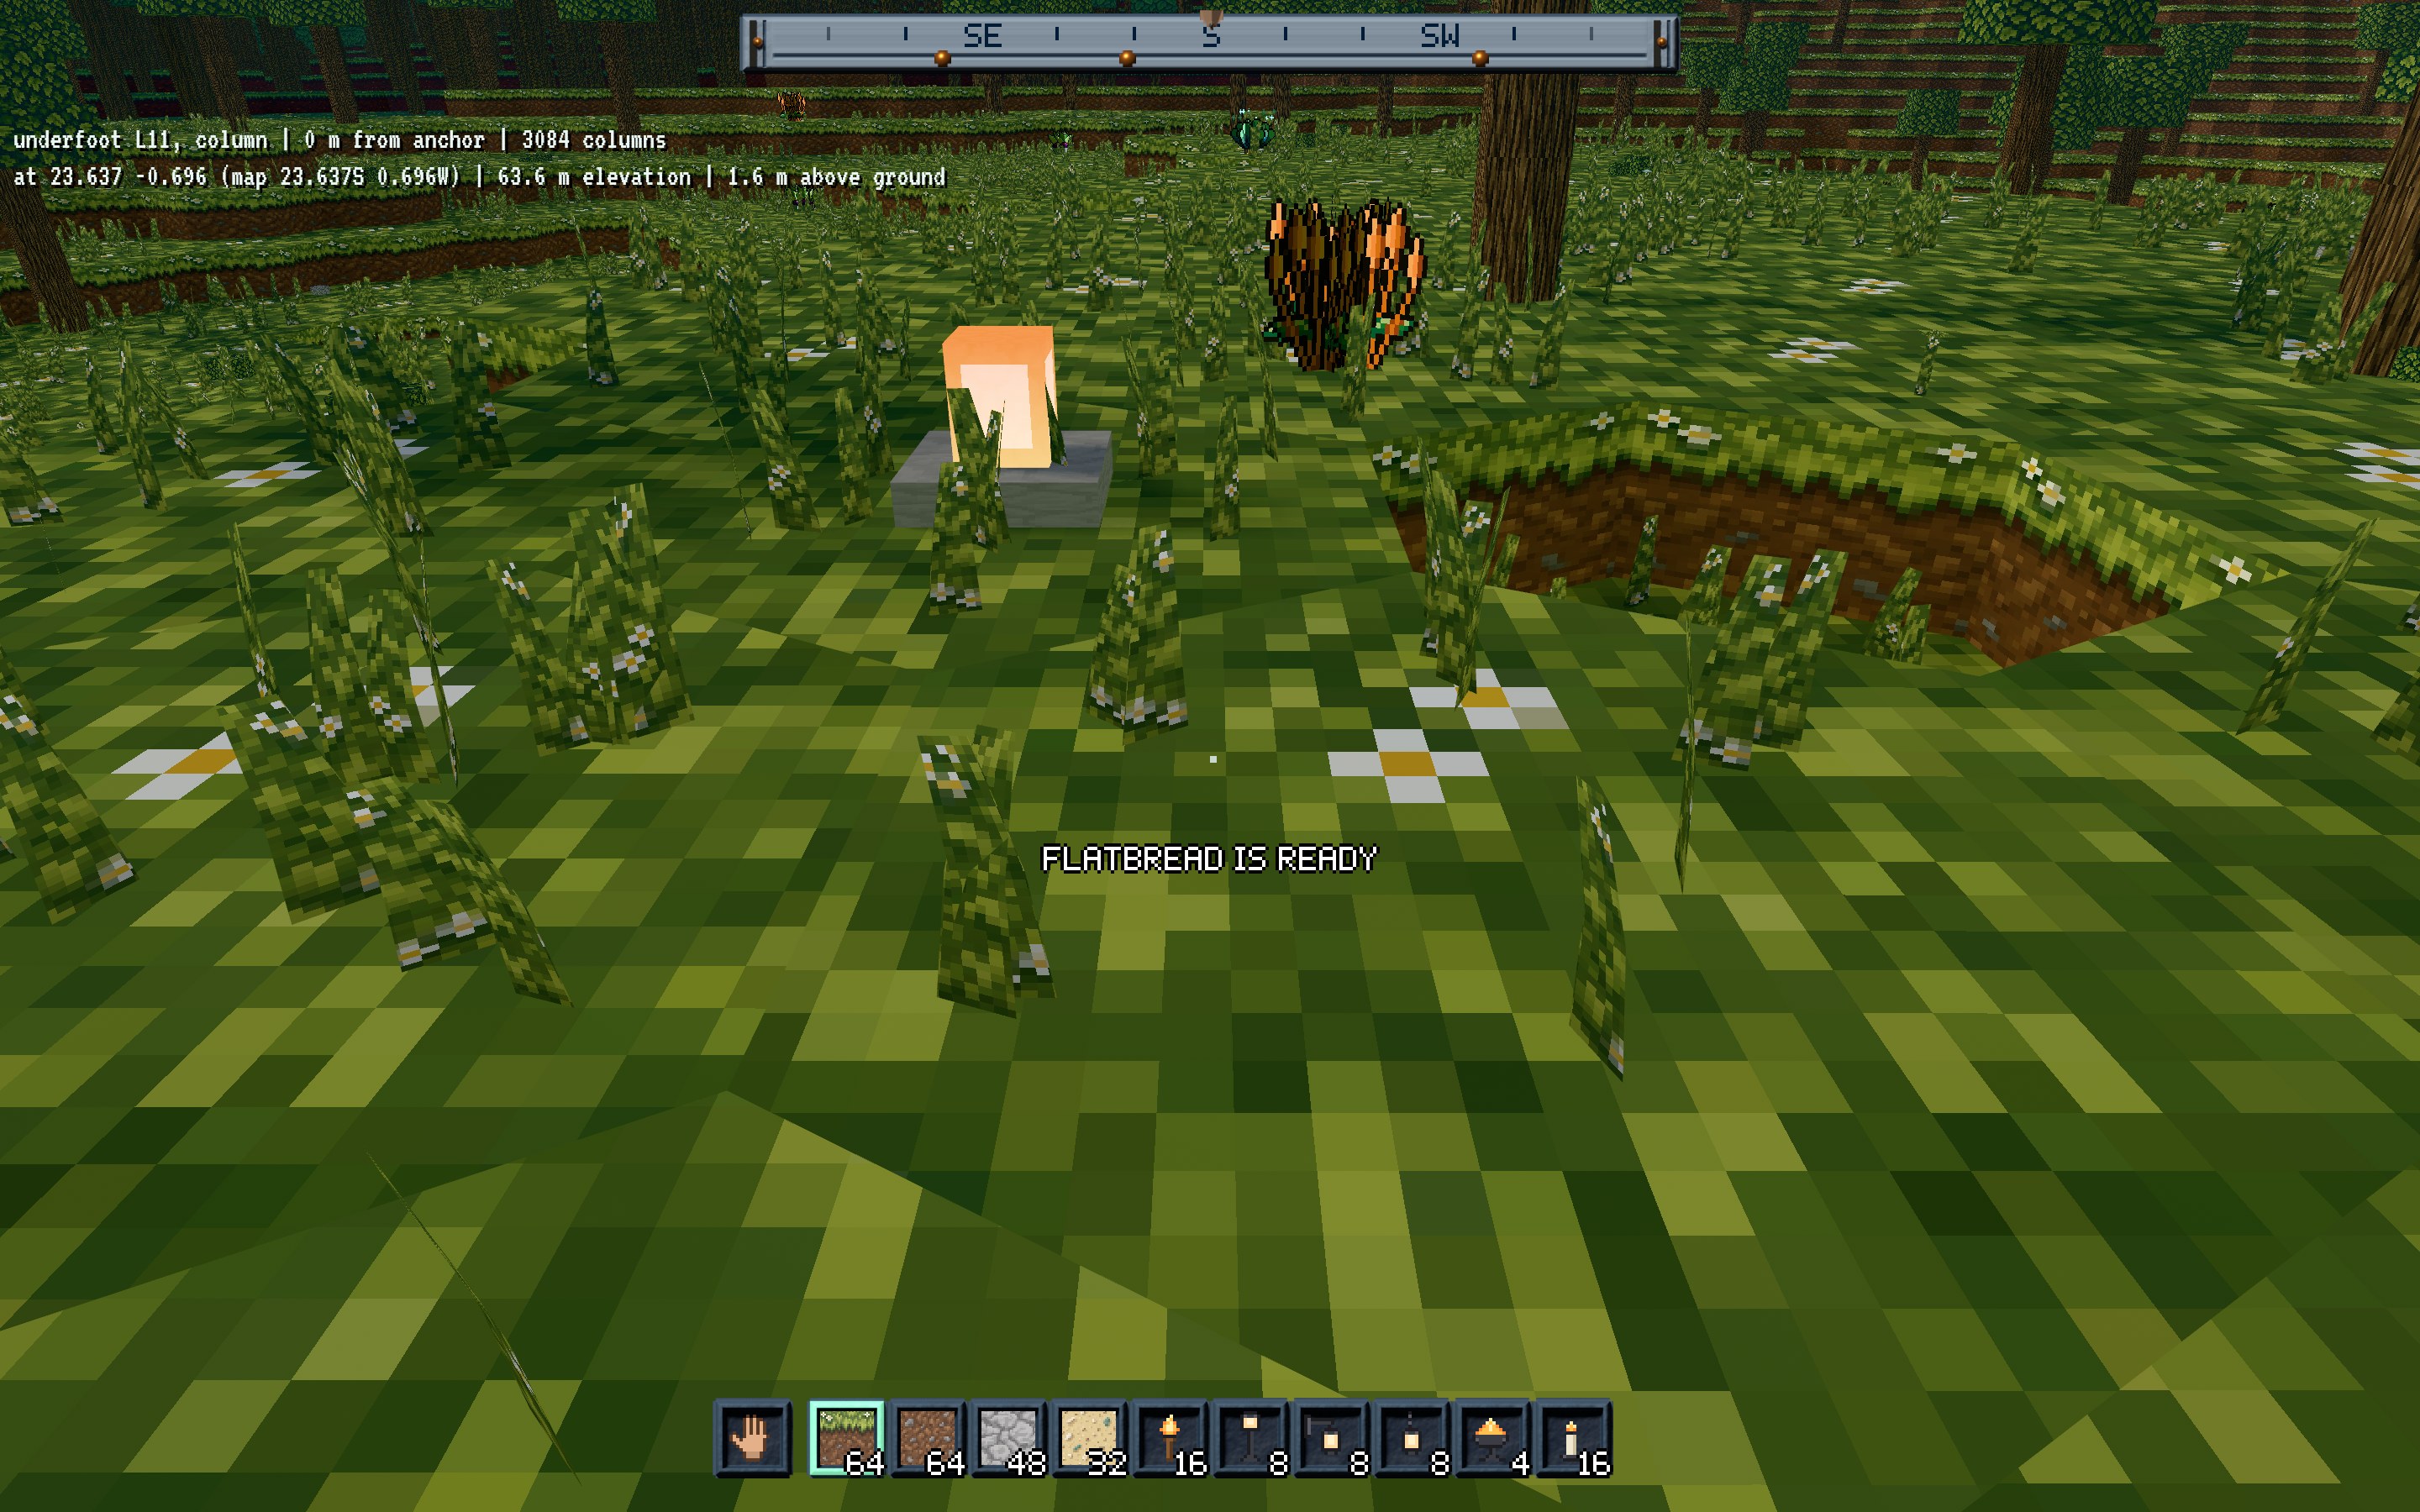 SE S SW
underfoot L11, column | 0 m from anchor | 3084 columns
at 23.637 -0.696 (map 23.637S 0.696W) | 63.6 m elevation | 1.6 m above ground
FLATBREAD IS READY
64 64 48 32 16 8 8 8 4 16